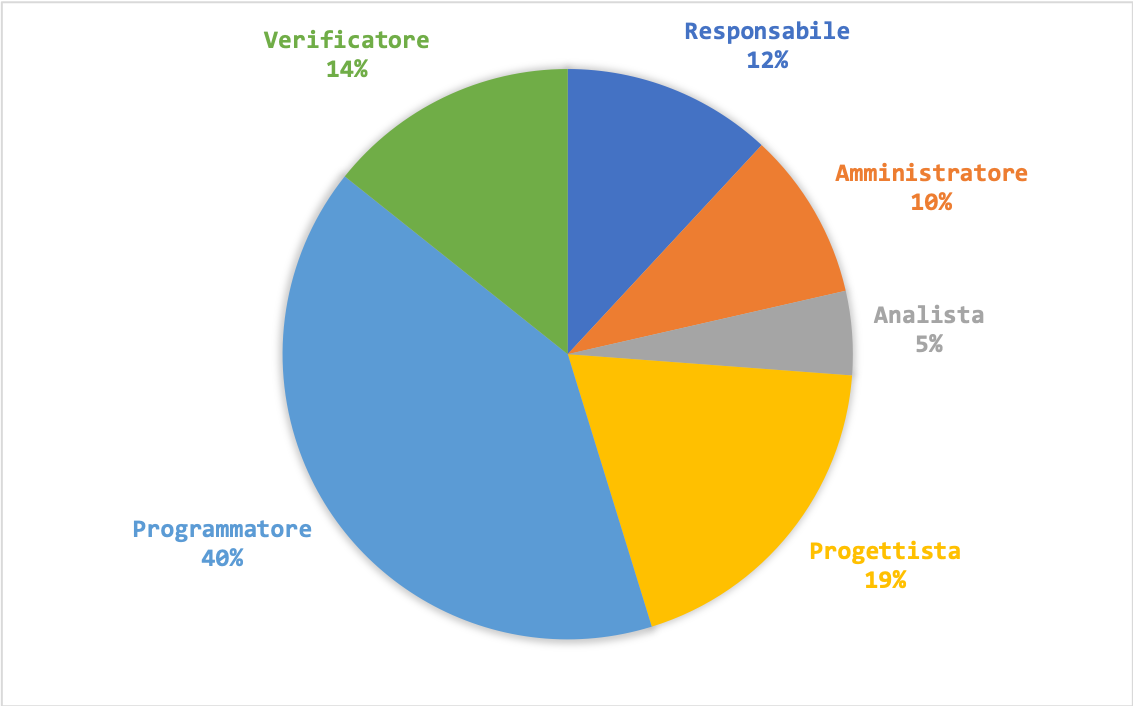 Responsabile
12%
Amministratore
10%
Analista
5%
Progettista
19%
Programmatore
40%
Verificatore
14%